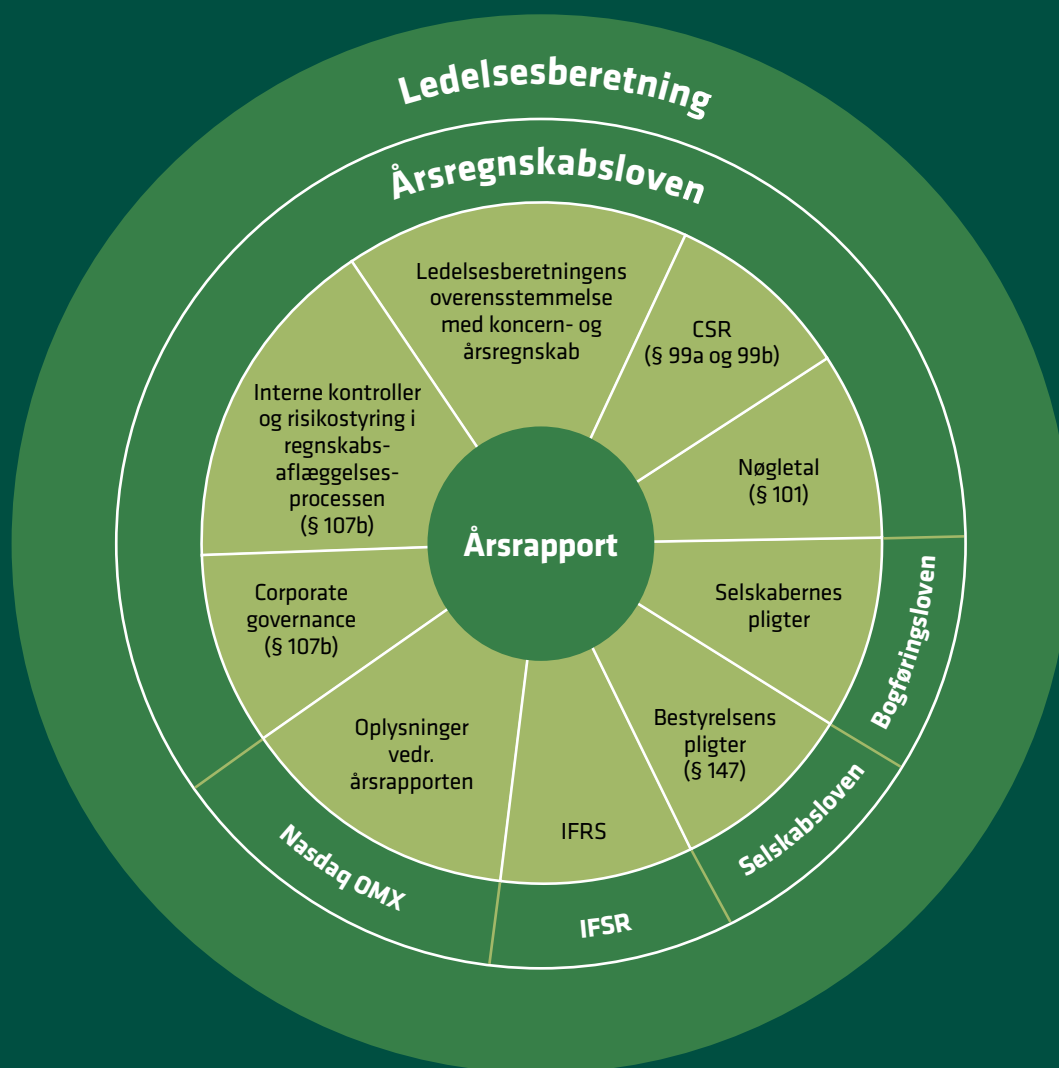 Ledelsesberetning
Årsregnskabsloven
Ledelsesberetningens
overensstemmelse
med koncern- og
årsregnskab
CSR
(§ 99a og 99b)
Interne kontroller
og risikostyring i
regnskabs-
aflæggelses-
processen
(§ 107b)
Nøgletal
(§ 101)
Årsrapport
Corporate
governance
(§ 107b)
Selskabernes
pligter
Bogføringsloven
Oplysninger
vedr.
årsrapporten
Bestyrelsens
pligter
(§ 147)
IFRS
Selskabsloven
Nasdaq OMX
IFSR